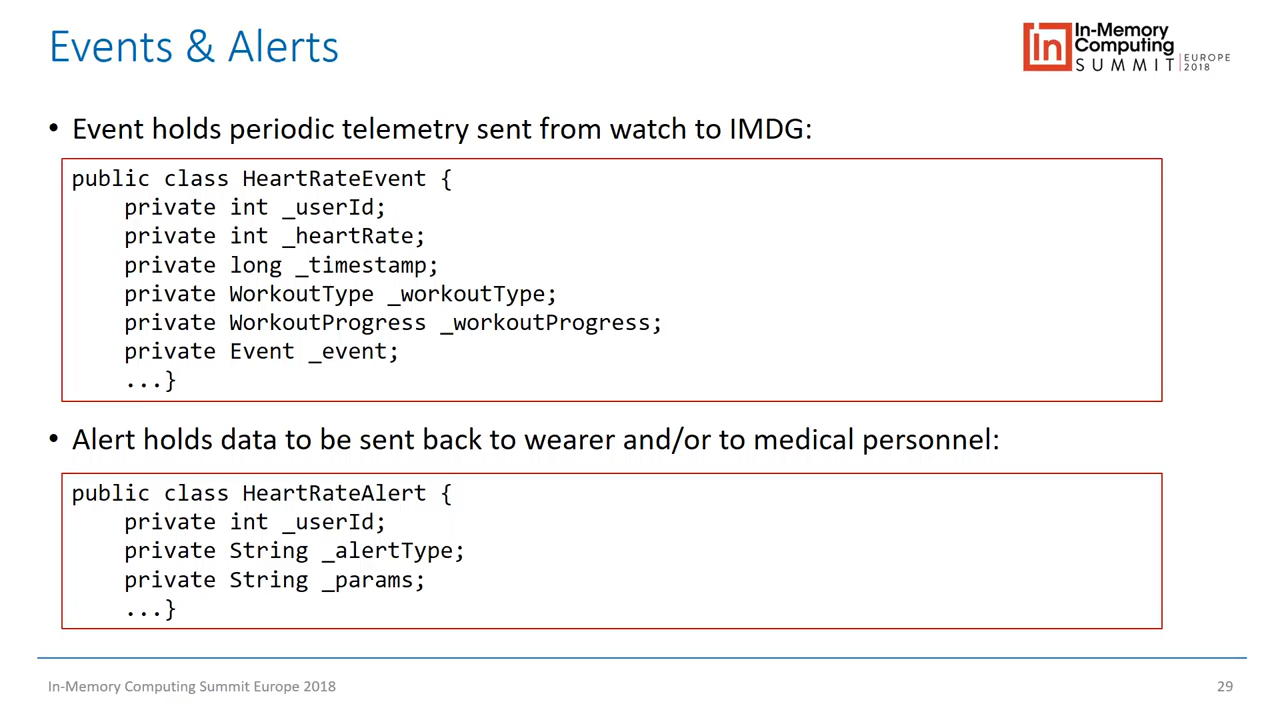 Events & Alerts
In-Memory
Computing
SUMMIT
EUROPE
2018
• Event holds periodic telemetry sent from watch to IMDG:
public class HeartRateEvent {
private int _userId;
private int _heartRate;
private long _timestamp;
private WorkoutType _workoutType;
private WorkoutProgress _workoutProgress;
private Event _event;
...}
• Alert holds data to be sent back to wearer and/or to medical personnel:
public class HeartRateAlert {
private int _userId;
private String _alertType;
private String _params;
...}
In-Memory Computing Summit Europe 2018
29